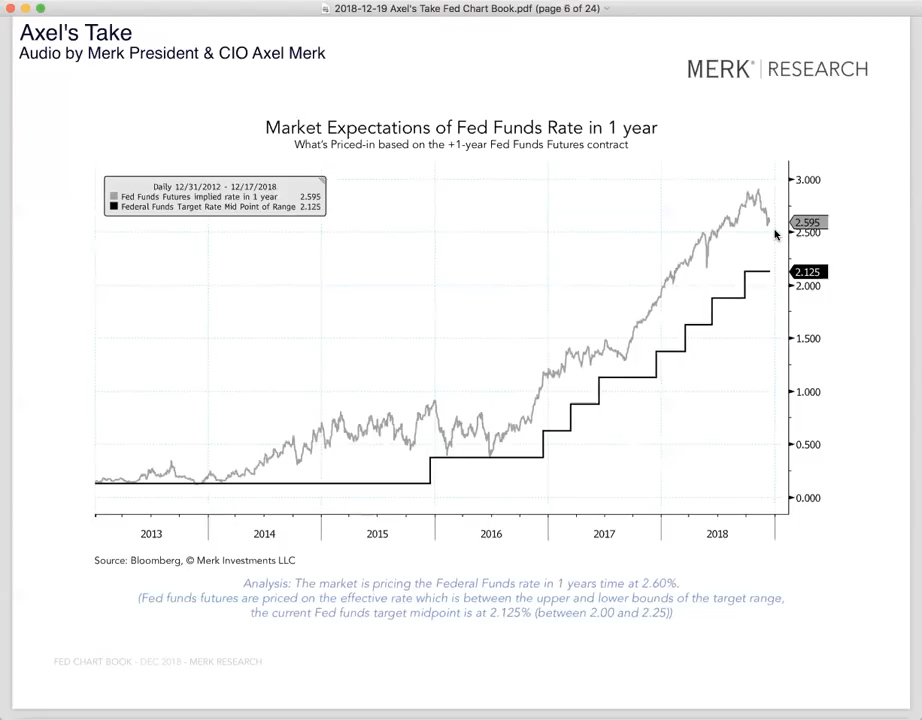 2018-12-19 Axel's Take Fed Chart Book.pdf (page 6 of 24)
Axel's Take
Audio by Merk President & CIO Axel Merk
MERK® | RESEARCH
Market Expectations of Fed Funds Rate in 1 year
What's Priced-in based on the +1-year Fed Funds Futures contract
Daily 12/31/2012 - 12/17/2018
Fed Funds Futures implied rate in 1 year 2.595
Federal Funds Target Rate Mid Point of Range 2.125
3.000
2.595
2.500
2.125
2.000
1.500
1.000
0.500
0.000
2013 2014 2015 2016 2017 2018
Source: Bloomberg, © Merk Investments LLC
Analysis: The market is pricing the Federal Funds rate in 1 years time at 2.60%.
(Fed funds futures are priced on the effective rate which is between the upper and lower bounds of the target range,
the current Fed funds target midpoint is at 2.125% (between 2.00 and 2.25))
FED CHART BOOK - DEC 2018 - MERK RESEARCH